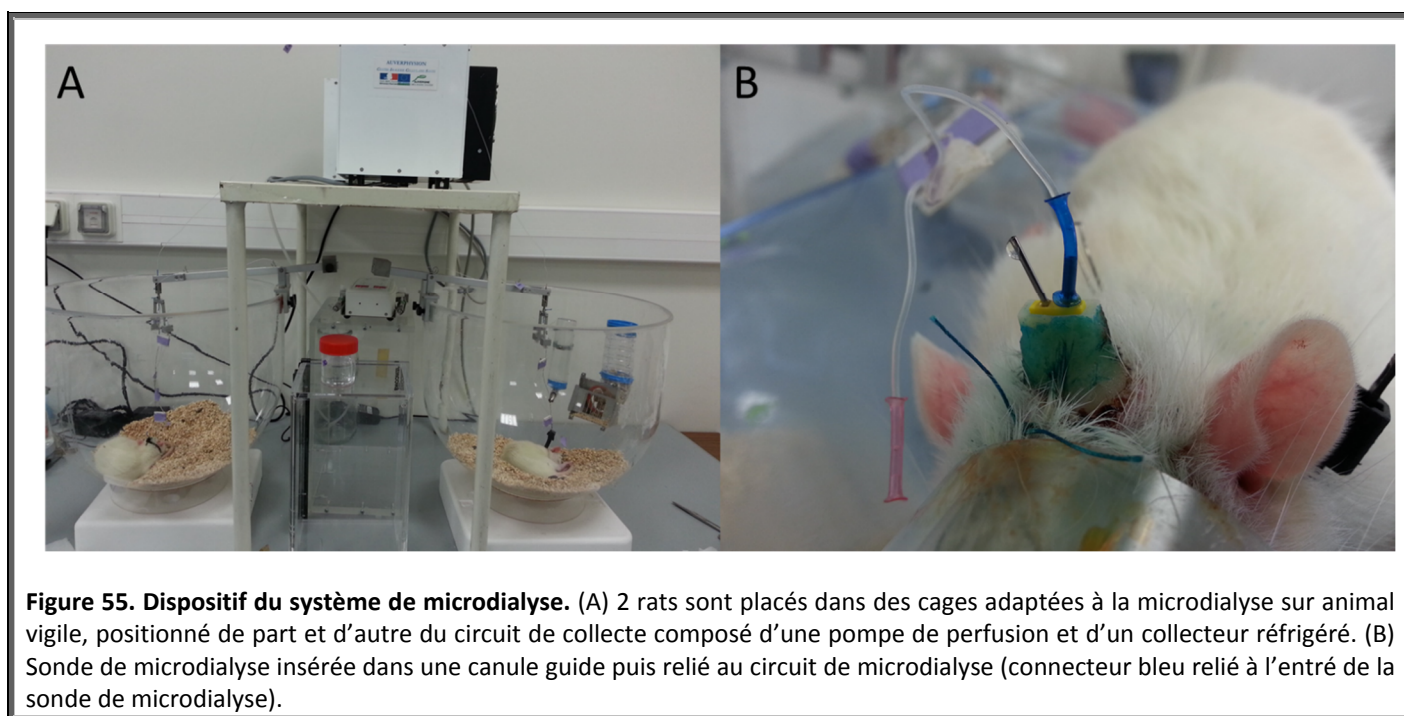 A
B
Figure 55. Dispositif du système de microdialyse. (A) 2 rats sont placés dans des cages adaptées à la microdialyse sur animal
vigile, positionné de part et d'autre du circuit de collecte composé d'une pompe de perfusion et d'un collecteur réfrigéré. (B)
Sonde de microdialyse insérée dans une canule guide puis relié au circuit de microdialyse (connecteur bleu relié à l'entré de la
sonde de microdialyse).